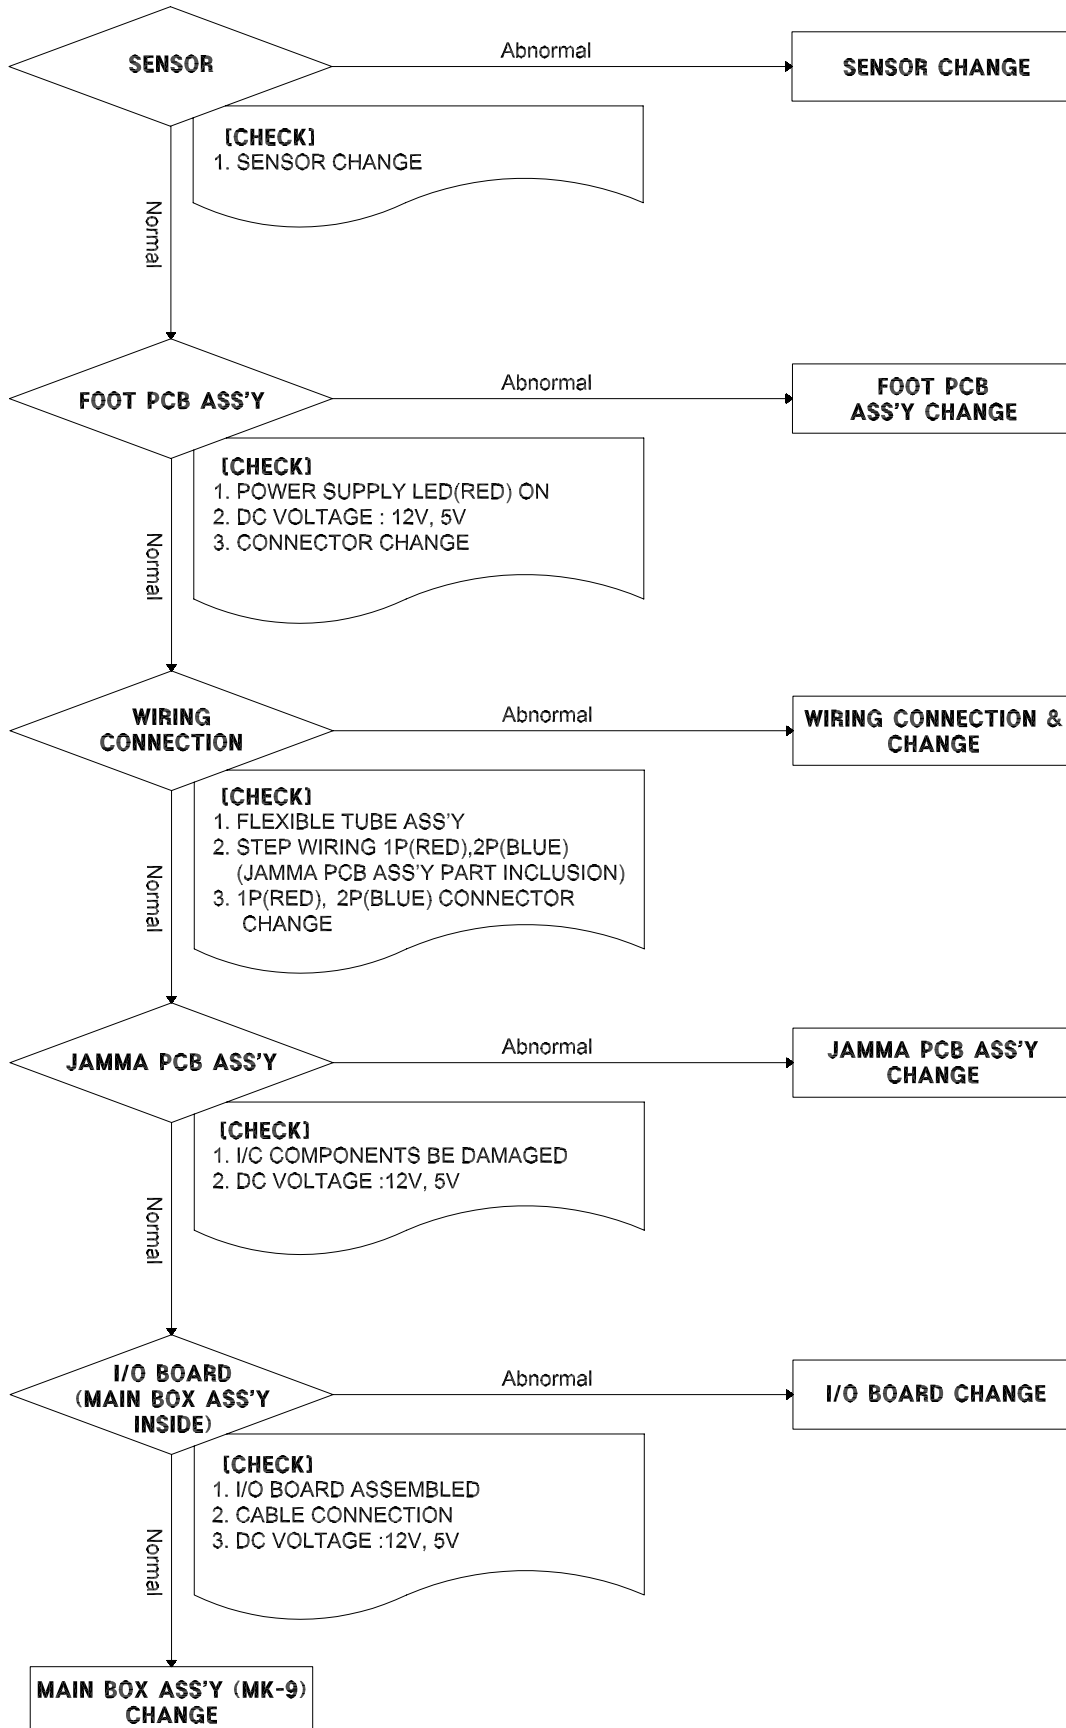 SENSOR
Abnormal
SENSOR CHANGE
[CHECK]
1. SENSOR CHANGE
Normal
FOOT PCB ASS'Y
Abnormal
FOOT PCB
ASS'Y CHANGE
[CHECK]
1. POWER SUPPLY LED(RED) ON
2. DC VOLTAGE : 12V, 5V
3. CONNECTOR CHANGE
Normal
WIRING
CONNECTION
Abnormal
WIRING CONNECTION &
CHANGE
[CHECK]
1. FLEXIBLE TUBE ASS'Y
2. STEP WIRING 1P(RED),2P(BLUE)
(JAMMA PCB ASS'Y PART INCLUSION)
3. 1P(RED), 2P(BLUE) CONNECTOR
CHANGE
Normal
JAMMA PCB ASS'Y
Abnormal
JAMMA PCB ASS'Y
CHANGE
[CHECK]
1. I/C COMPONENTS BE DAMAGED
2. DC VOLTAGE :12V, 5V
Normal
I/O BOARD
(MAIN BOX ASS'Y
INSIDE)
Abnormal
I/O BOARD CHANGE
[CHECK]
1. I/O BOARD ASSEMBLED
2. CABLE CONNECTION
3. DC VOLTAGE :12V, 5V
Normal
MAIN BOX ASS'Y (MK-9)
CHANGE